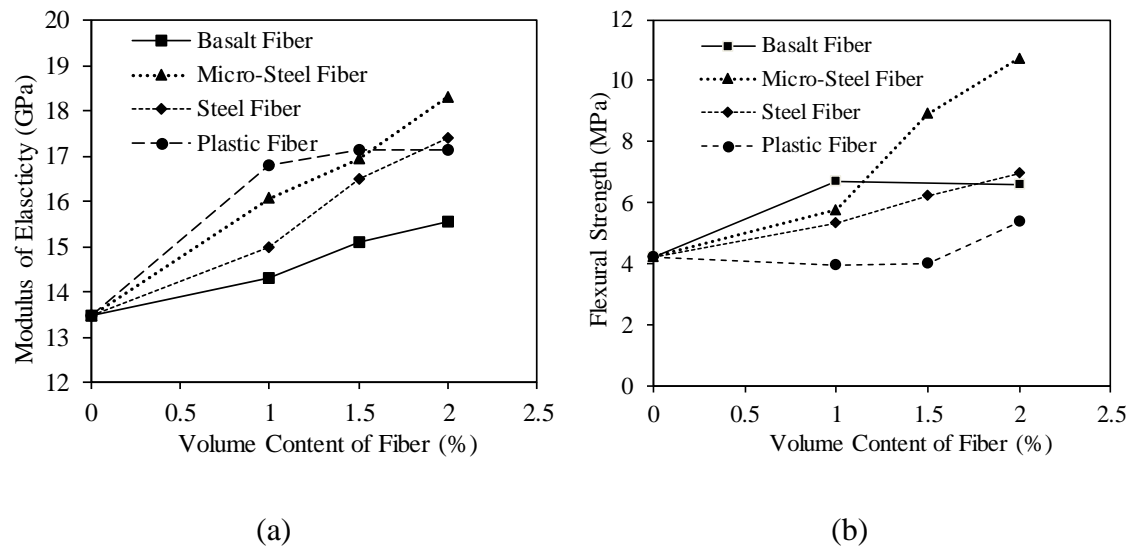 20
19
18
17
16
15
14
13
12
0
0.5
1
1.5
2
2.5
Modulus of Elascticty (GPa)
Volume Content of Fiber (%)
Basalt Fiber
Micro-Steel Fiber
Steel Fiber
Plastic Fiber
(a)
12
10
8
6
4
2
0
0
0.5
1
1.5
2
2.5
Flexural Strength (MPa)
Volume Content of Fiber (%)
Basalt Fiber
Micro-Steel Fiber
Steel Fiber
Plastic Fiber
(b)